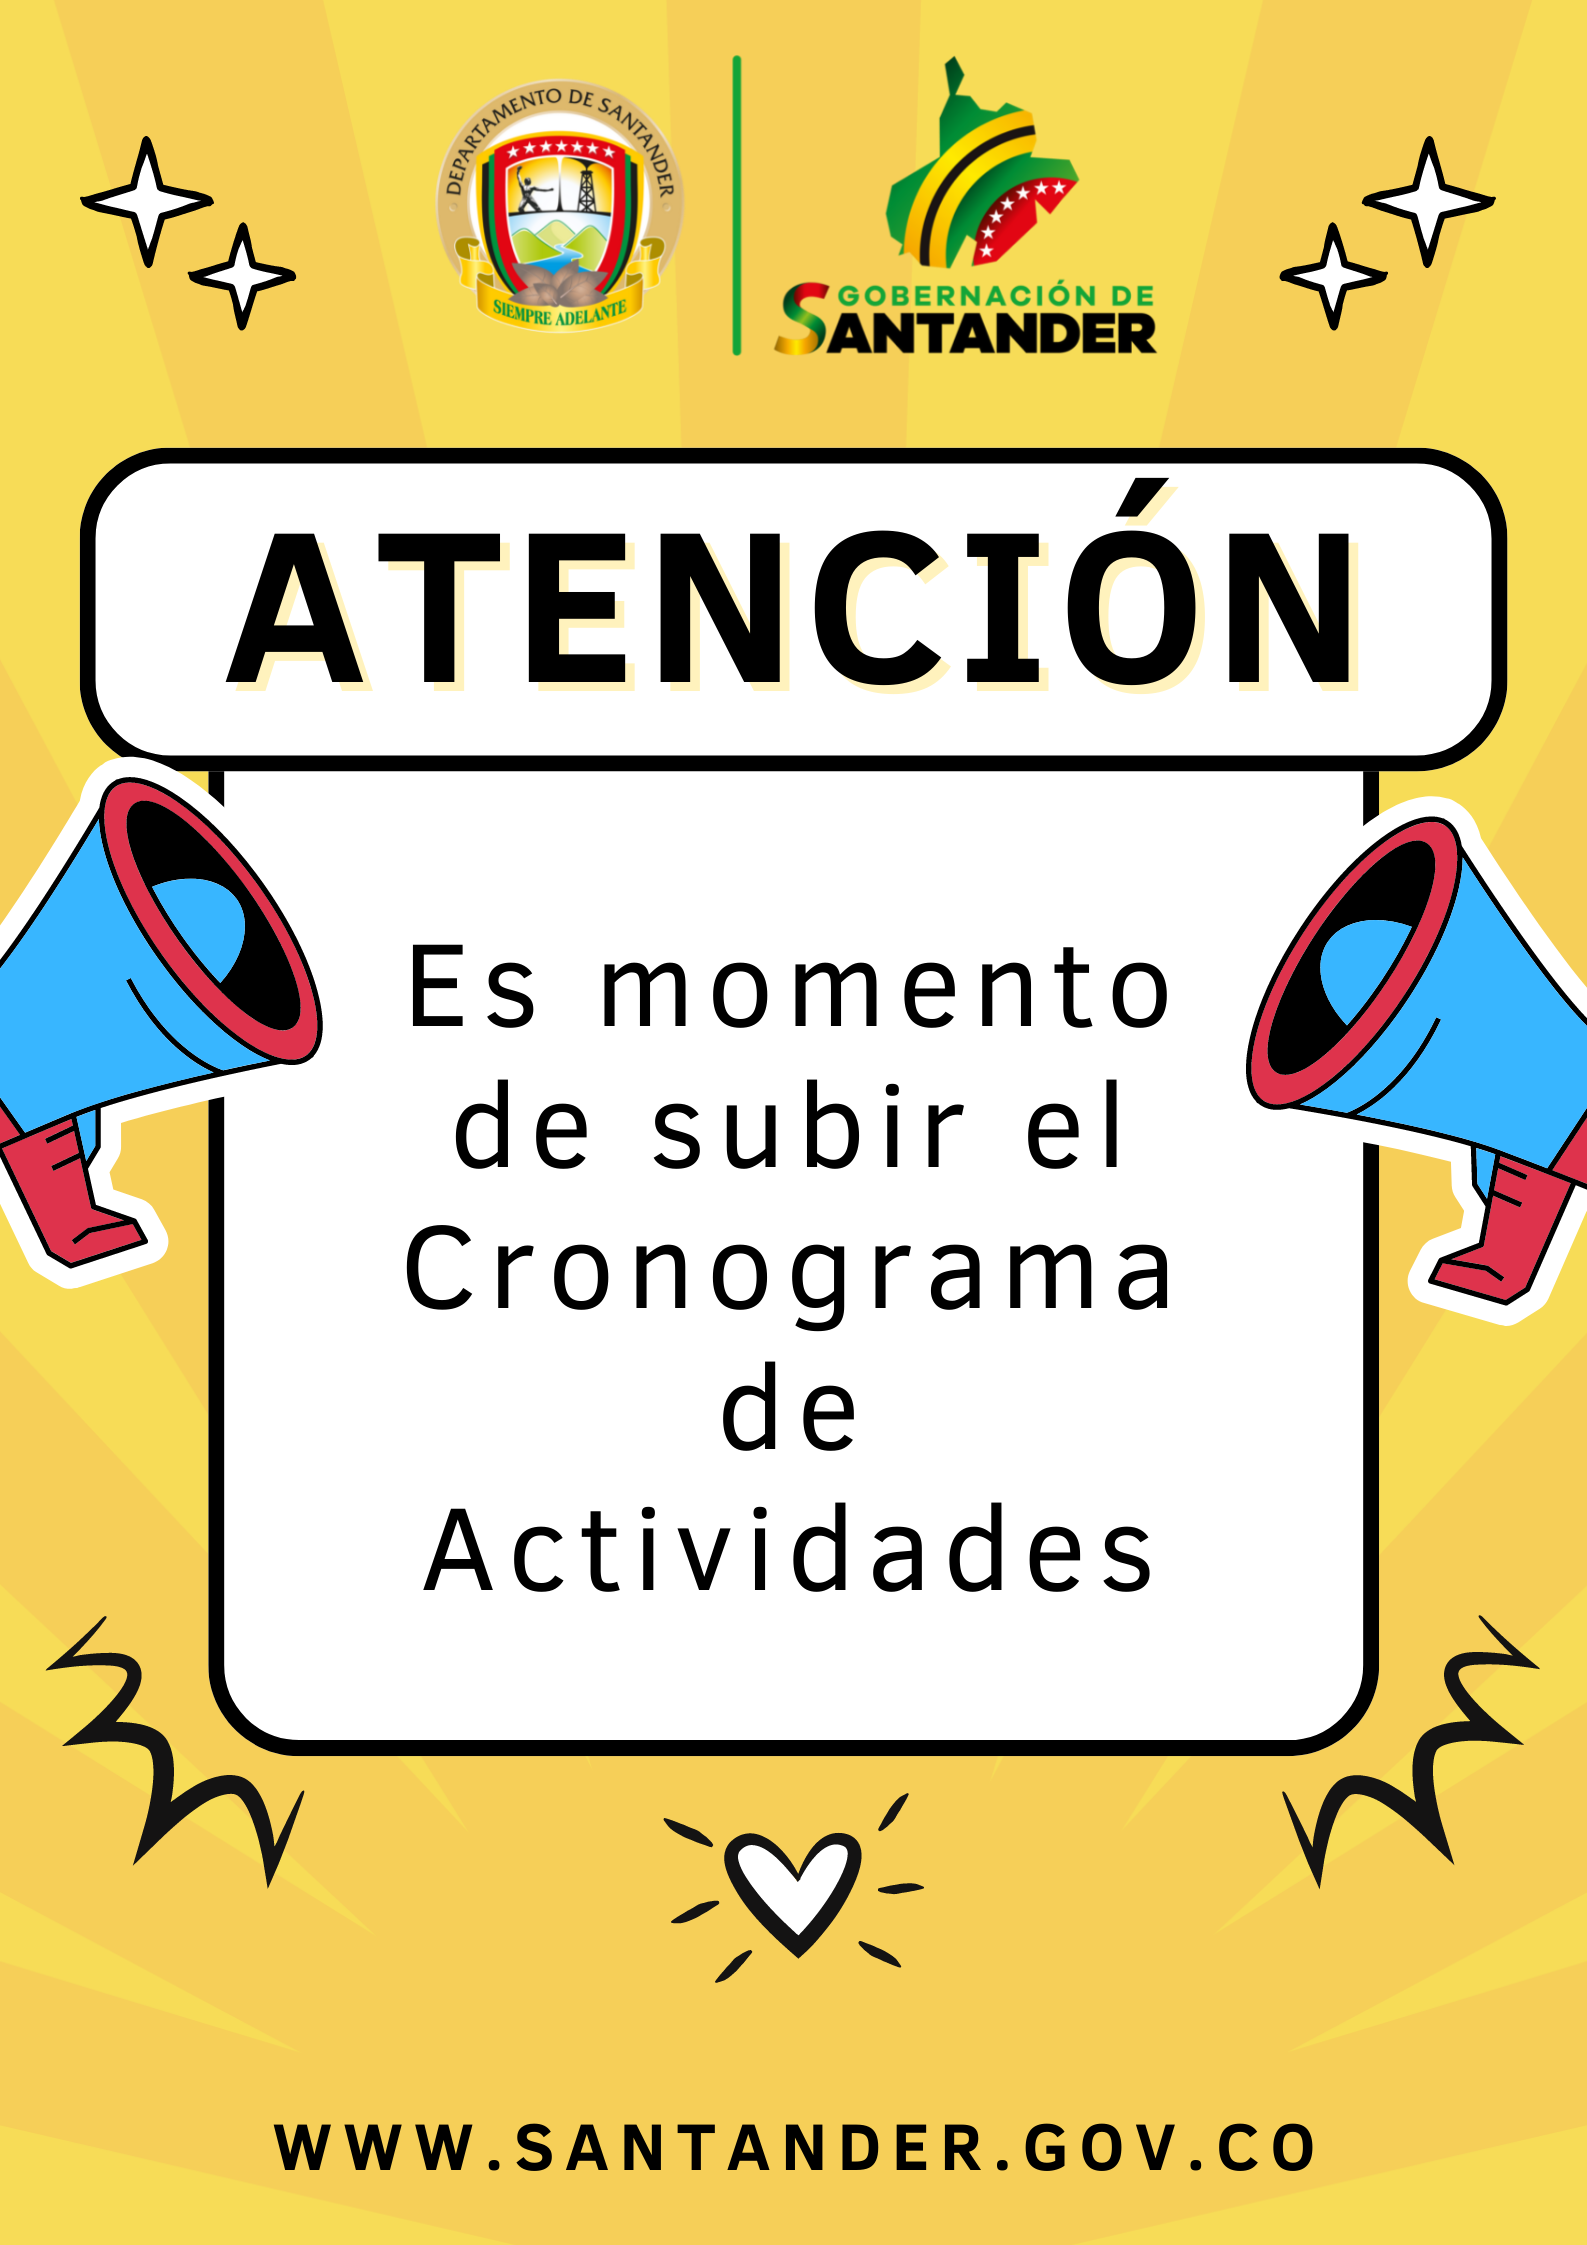 DEPARTAMENTO DE SANTANDER
SIEMPRE ADELANTE
GOBERNACIÓN DE
SANTANDER
ATENCIÓN
Es momento
de subir el
Cronograma
de
Actividades
WWW.SANTANDER.GOV.CO